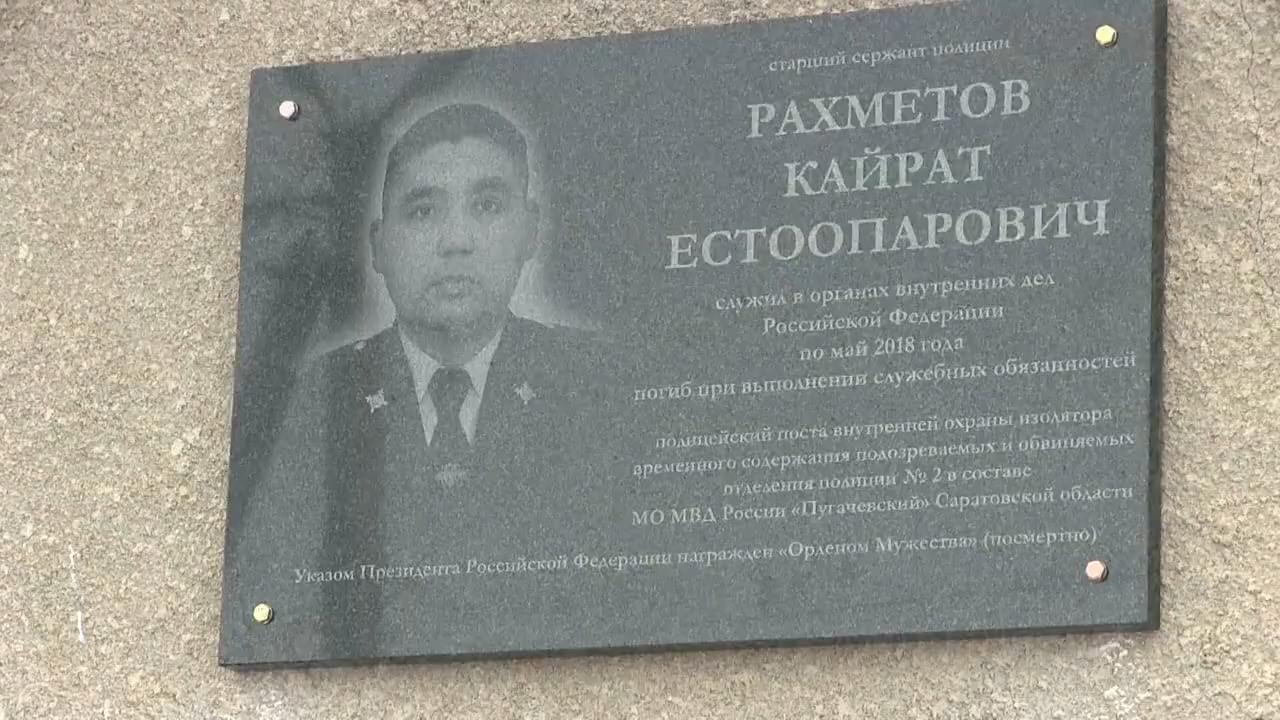 старший сержант полиции
РАХМЕТОВ
КАЙРАТ
ЕСТООПАРОВИЧ
служил в органах внутренних дел
Российской Федерации
по май 2018 года
погиб при выполнении служебных обязанностей
полицейский поста внутренней охраны изолятора
временного содержания подозреваемых и обвиняемых
отделения полиции № 2 в составе
МО МВД России «Пугачевский» Саратовской области
Указом Президента Российской Федерации награжден «Орденом Мужества» (посмертно)